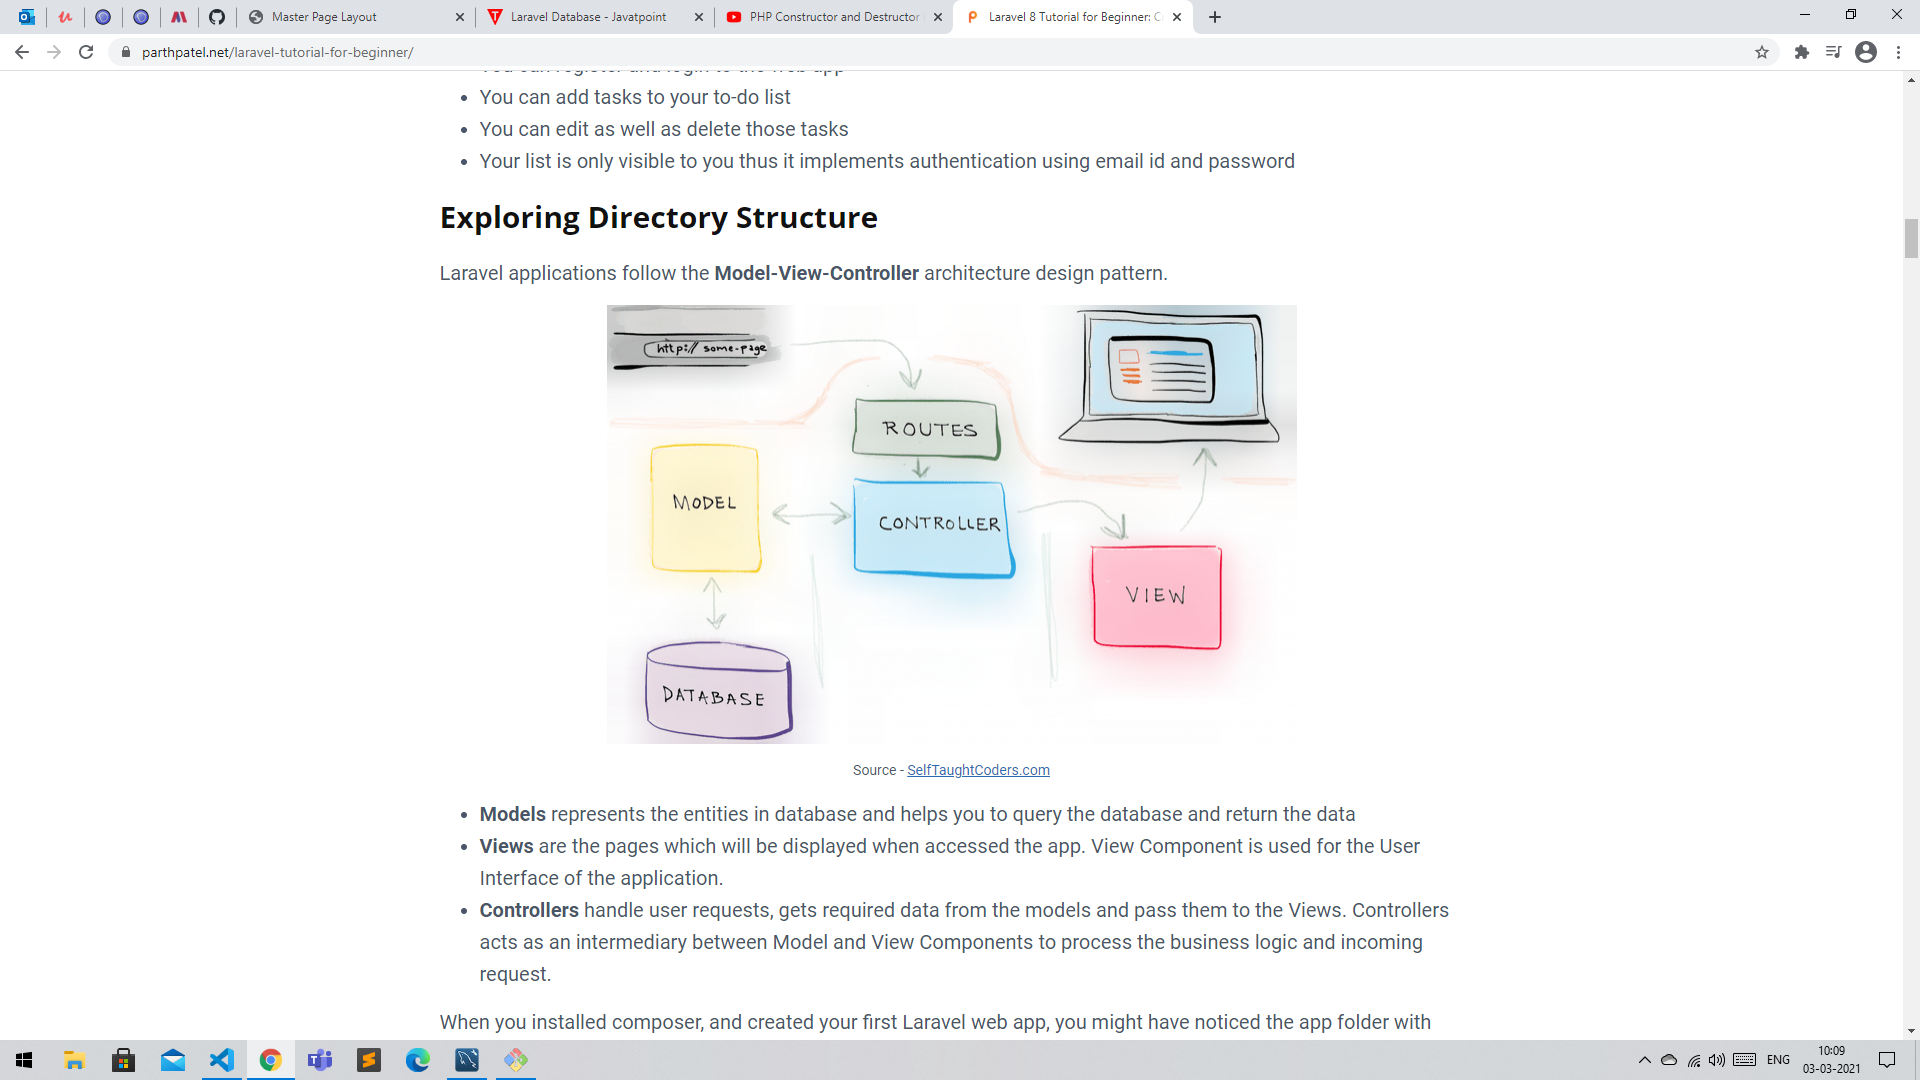 Master Page Layout
Laravel Database - Javatpoint
PHP Constructor and Destructor
Laravel 8 Tutorial for Beginner: C
parthpatel.net/laravel-tutorial-for-beginner/
You can register and login to the web app
You can add tasks to your to-do list
You can edit as well as delete those tasks
Your list is only visible to you thus it implements authentication using email id and password
Exploring Directory Structure
Laravel applications follow the Model-View-Controller architecture design pattern.
http:// some-page
ROUTES
MODEL
CONTROLLER
VIEW
DATABASE
Source - SelfTaughtCoders.com
Models represents the entities in database and helps you to query the database and return the data
Views are the pages which will be displayed when accessed the app. View Component is used for the User
Interface of the application.
Controllers handle user requests, gets required data from the models and pass them to the Views. Controllers
acts as an intermediary between Model and View Components to process the business logic and incoming
request.
When you installed composer, and created your first Laravel web app, you might have noticed the app folder with
ENG
10:09
03-03-2021